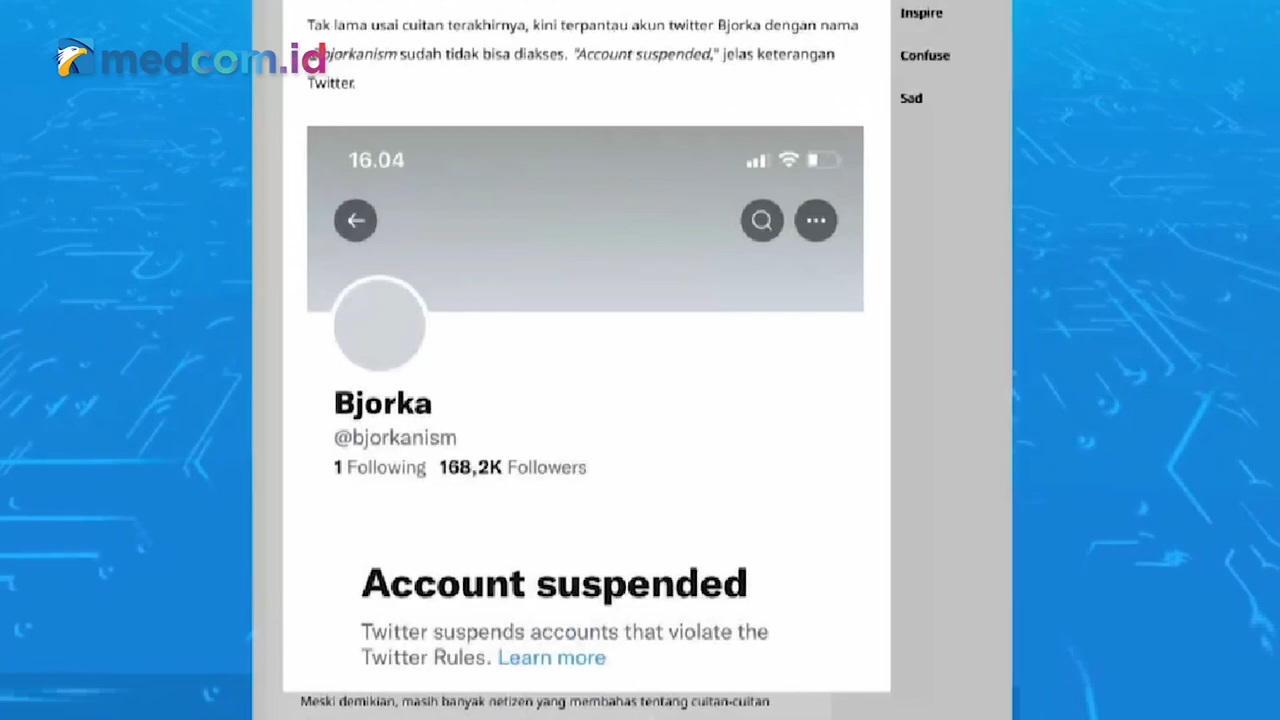 Tak lama usai cuitan terakhirnya, kini terpantau akun twitter Bjorka dengan nama
medcom.id
bjorkanism sudah tidak bisa diakses. "Account suspended," jelas keterangan
Twitter.
Inspire
Confuse
Sad
16.04
Bjorka
@bjorkanism
1 Following 168,2K Followers
Account suspended
Twitter suspends accounts that violate the
Twitter Rules. Learn more
Meski demikian, masih banyak netizen yang membahas tentang cuitan-cuitan